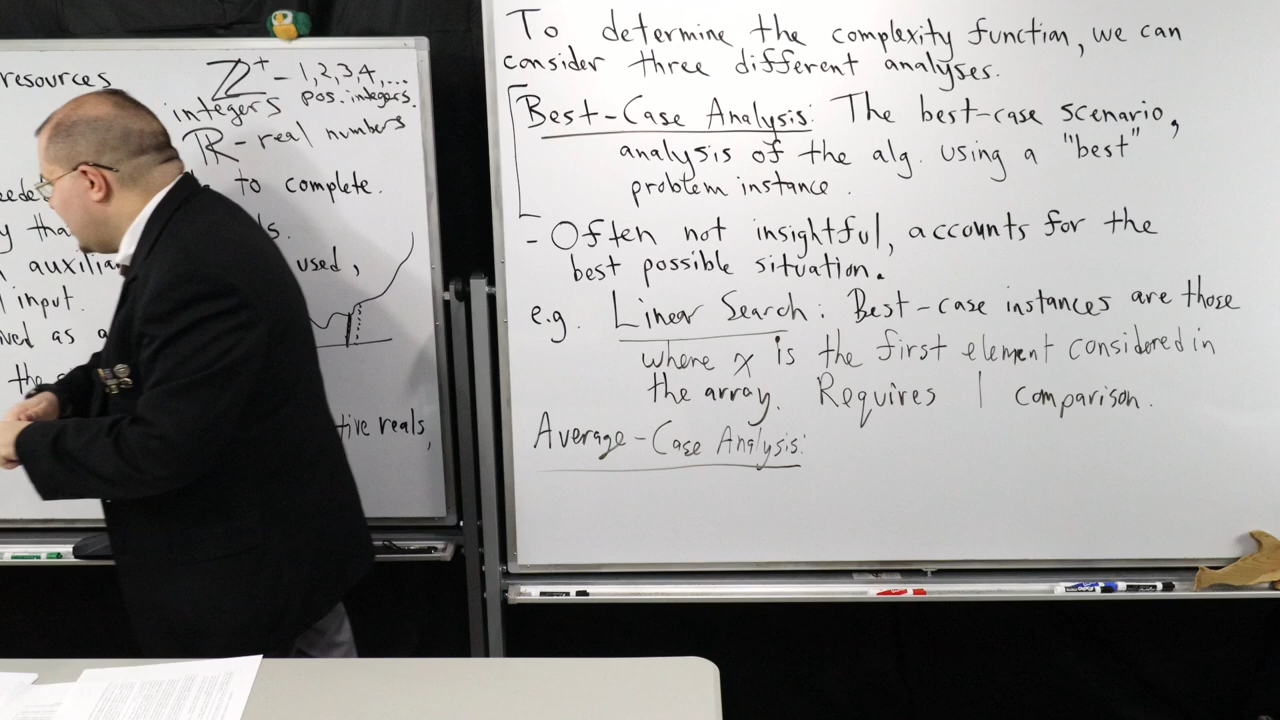 resources
ℤ⁺ - 1,2,3,4,...
integers pos. integers.
ℝ - real numbers
to complete.
y tha
auxilia used,
input.
ved as a
the
tive reals,
To determine the complexity function, we can
consider three different analyses.
Best-Case Analysis: The best-case scenario,
analysis of the alg. using a "best"
problem instance.
- Often not insightful, accounts for the
best possible situation.
e.g. Linear Search: Best-case instances are those
where x is the first element considered in
the array. Requires 1 comparison.
Average-Case Analysis: